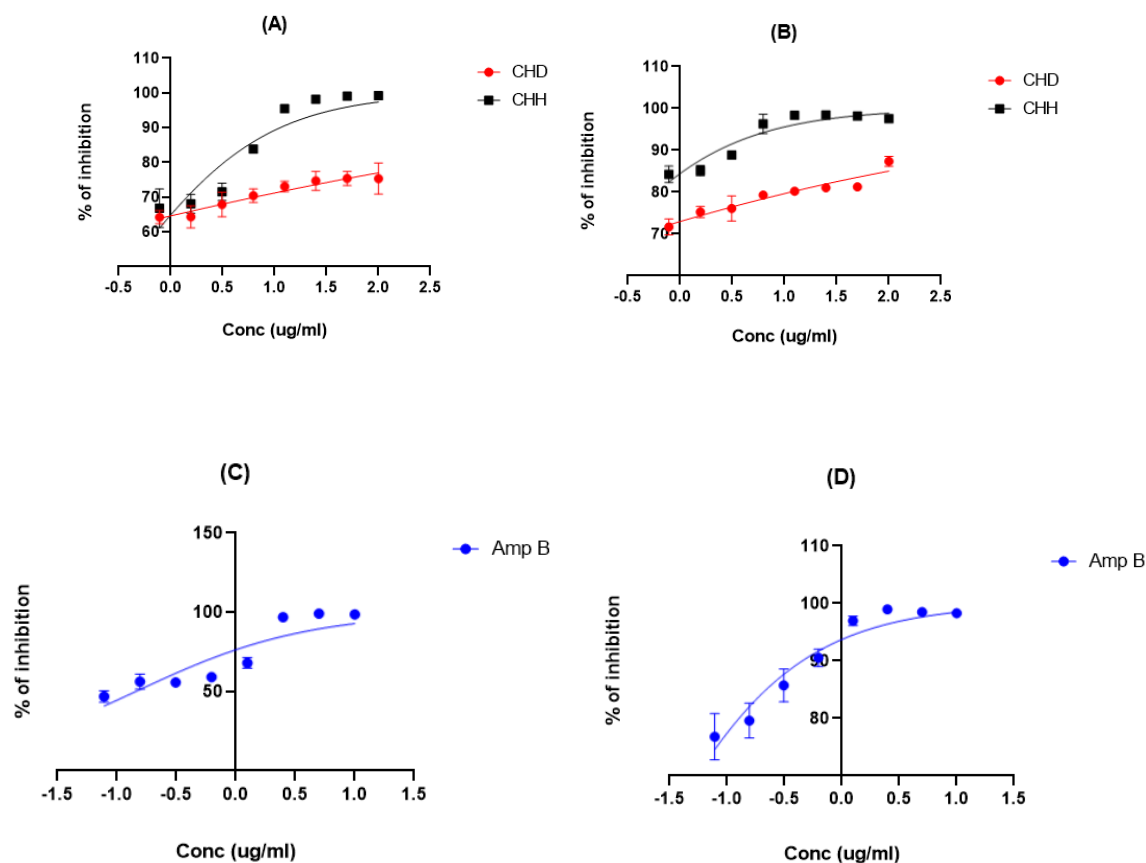 (A)
110
100
90
80
70
60
-0.5 0.0 0.5 1.0 1.5 2.0 2.5
% of inhibition
Conc (ug/ml)
CHD
CHH
(B)
110
100
90
80
70
-0.5 0.0 0.5 1.0 1.5 2.0 2.5
% of inhibition
Conc (ug/ml)
CHD
CHH
(C)
150
100
50
-1.5 -1.0 -0.5 0.0 0.5 1.0 1.5
% of inhibition
Conc (ug/ml)
Amp B
(D)
110
100
90
80
-1.5 -1.0 -0.5 0.0 0.5 1.0 1.5
% of inhibition
Conc (ug/ml)
Amp B